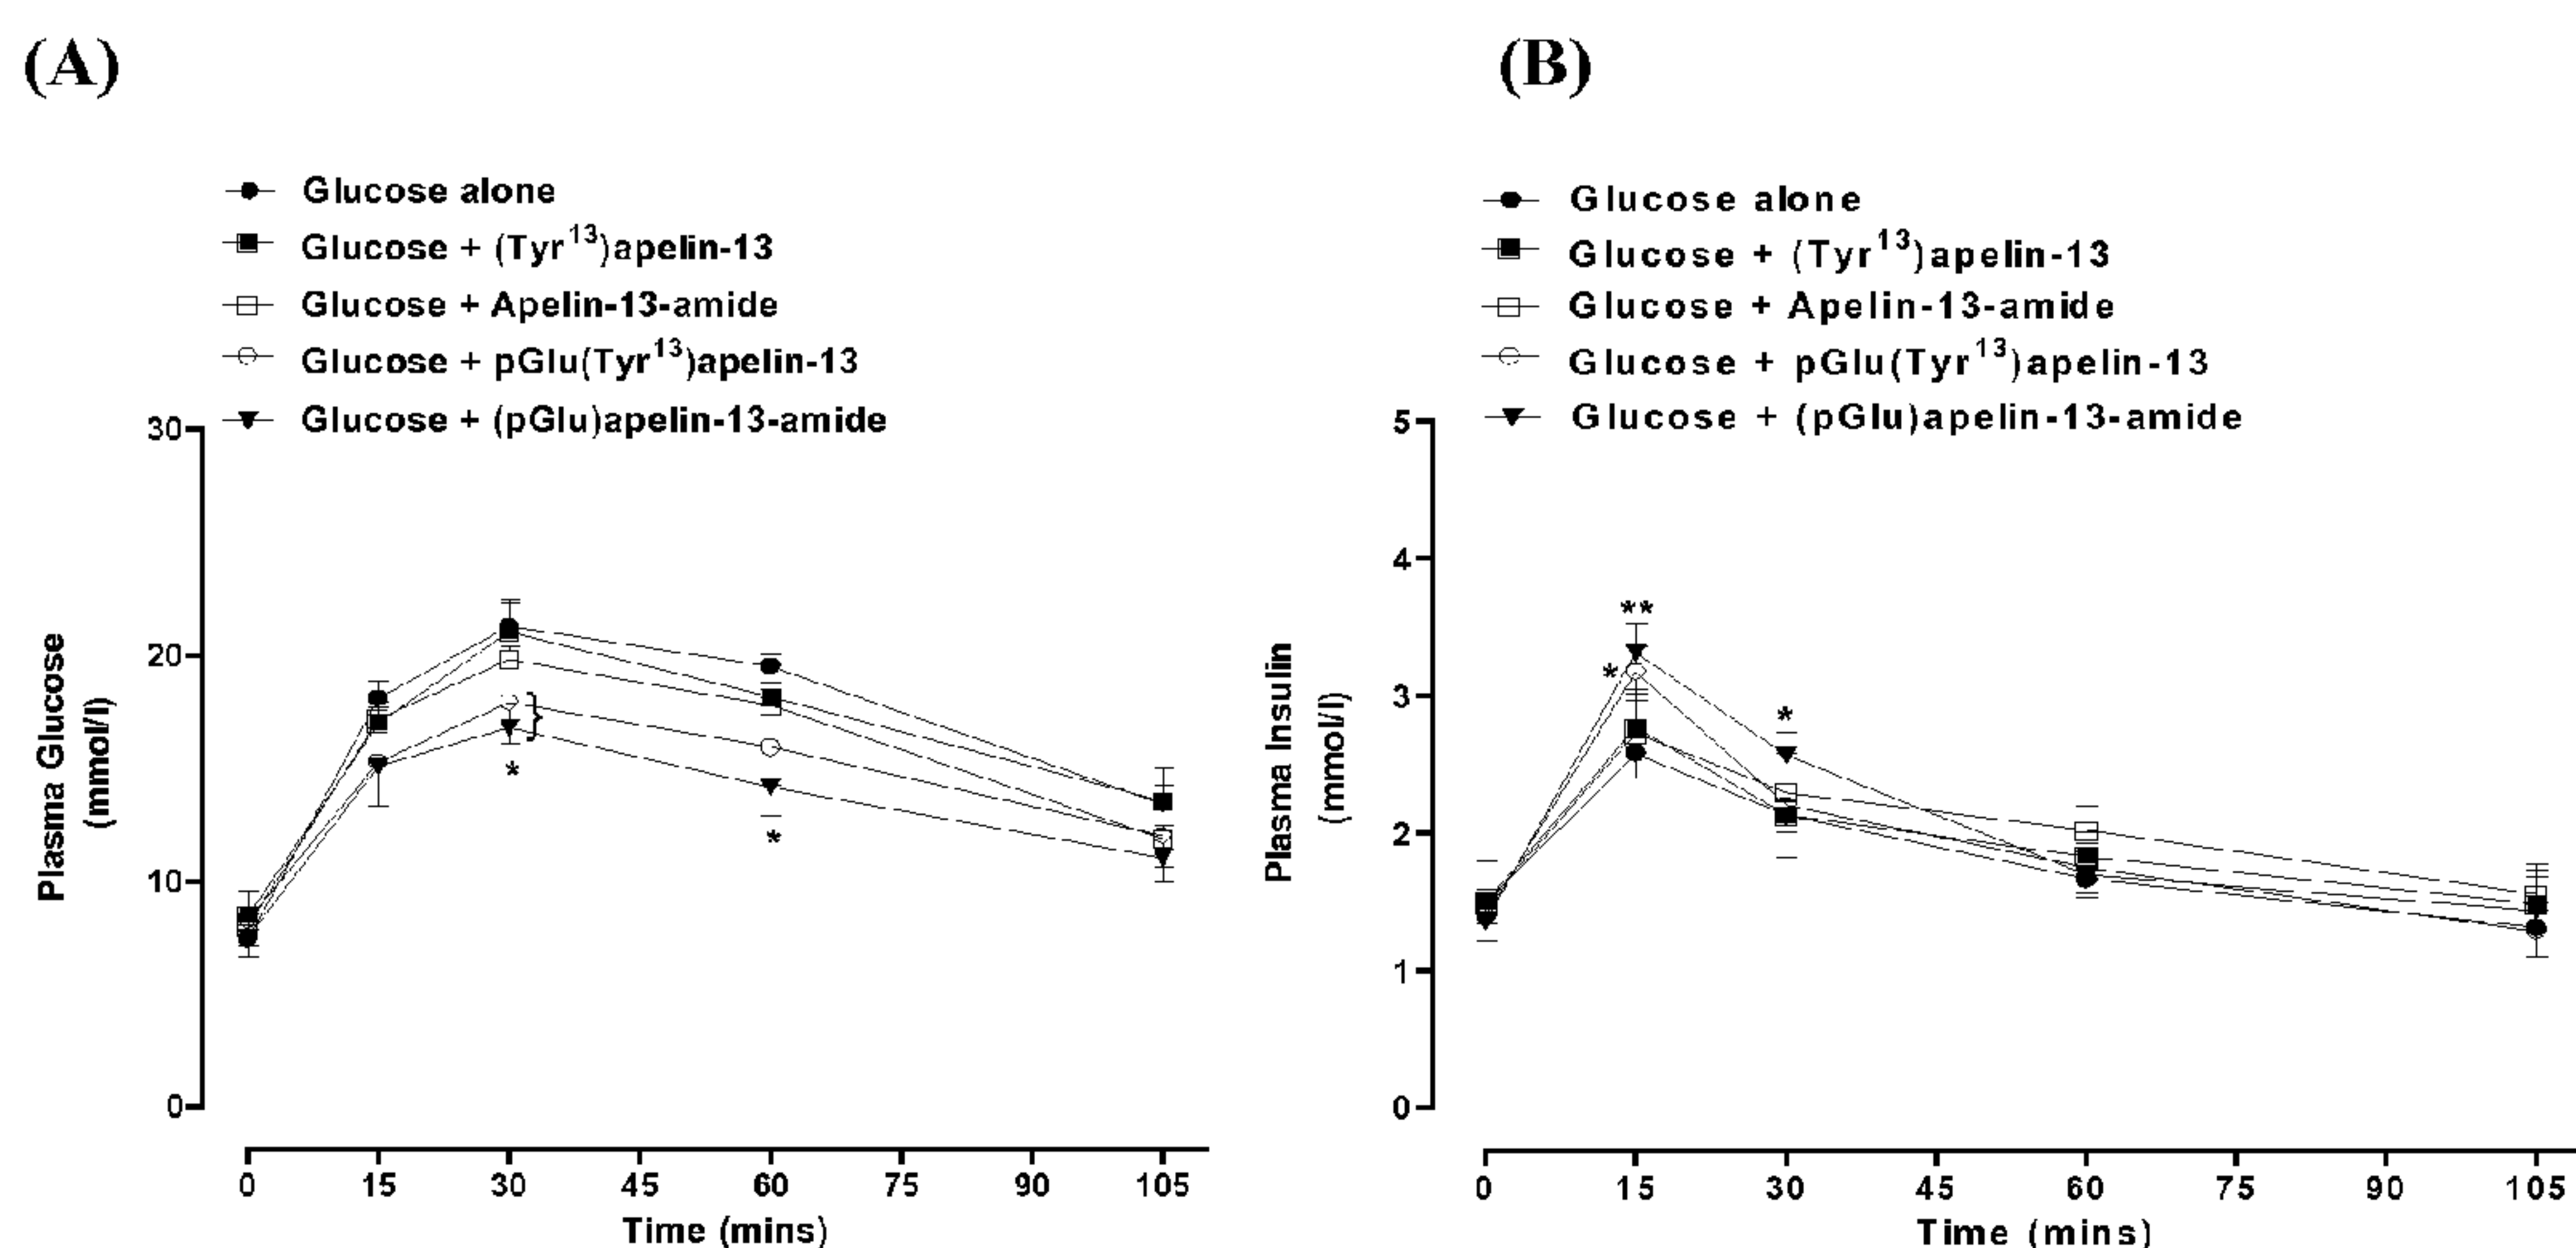 (A)
Glucose alone
Glucose + (Tyr¹³)apelin-13
Glucose + Apelin-13-amide
Glucose + pGlu(Tyr¹³)apelin-13
Glucose + (pGlu)apelin-13-amide
30
20
10
0
Plasma Glucose
(mmol/l)
}
*
*
0 15 30 45 60 75 90 105
Time (mins)
(B)
Glucose alone
Glucose + (Tyr¹³)apelin-13
Glucose + Apelin-13-amide
Glucose + pGlu(Tyr¹³)apelin-13
Glucose + (pGlu)apelin-13-amide
5
4
3
2
1
0
Plasma Insulin
(mmol/l)
**
*
*
0 15 30 45 60 75 90 105
Time (mins)